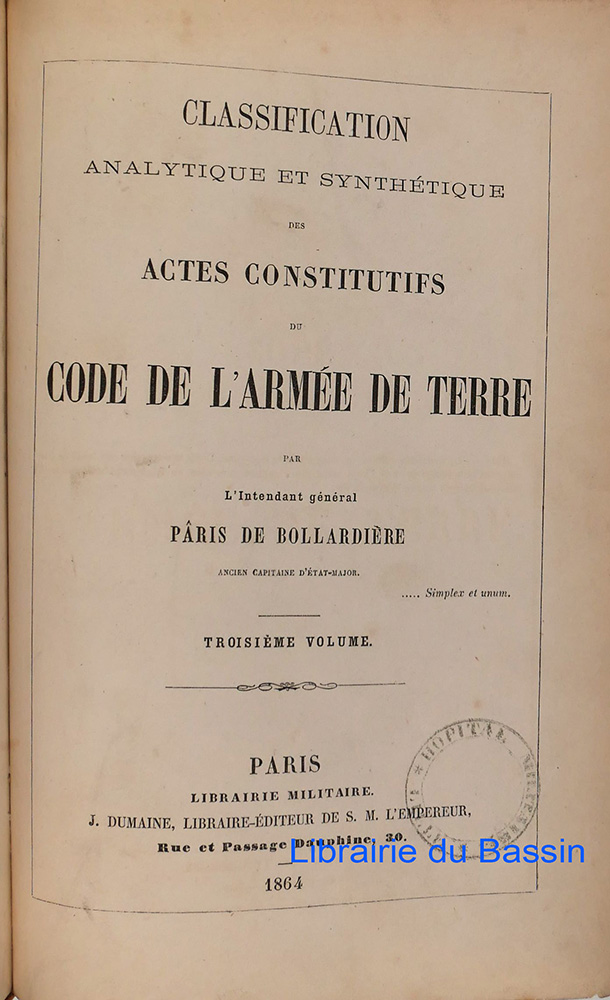 CLASSIFICATION
ANALYTIQUE ET SYNTHÉTIQUE
DES
ACTES CONSTITUTIFS
DU
CODE DE L'ARMÉE DE TERRE
PAR
L'Intendant général
PÂRIS DE BOLLARDIÈRE
ANCIEN CAPITAINE D'ÉTAT-MAJOR.
..... Simplex et unum.
TROISIÈME VOLUME.
PARIS
LIBRAIRIE MILITAIRE.
J. DUMAINE, LIBRAIRE-ÉDITEUR DE S. M. L'EMPEREUR,
Rue et Passage Dauphine, 30.
1864
HOPITAL
Librairie du Bassin